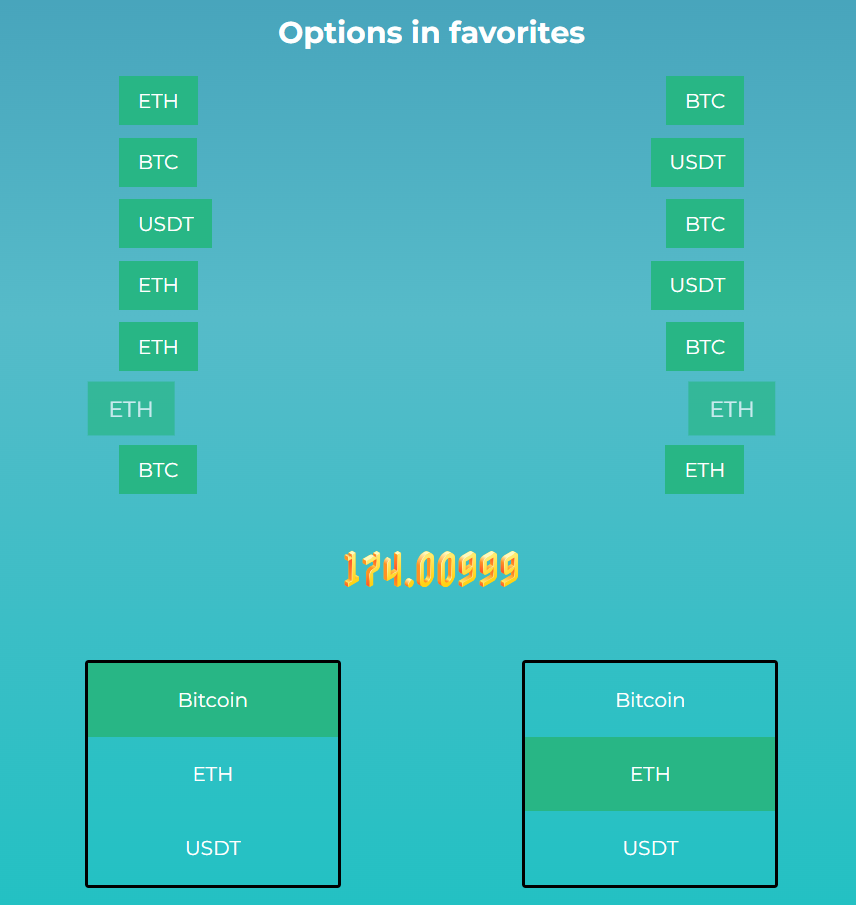 Options in favorites
ETH BTC
BTC USDT
USDT BTC
ETH USDT
ETH BTC
ETH ETH
BTC ETH
174.00999
Bitcoin Bitcoin
ETH ETH
USDT USDT